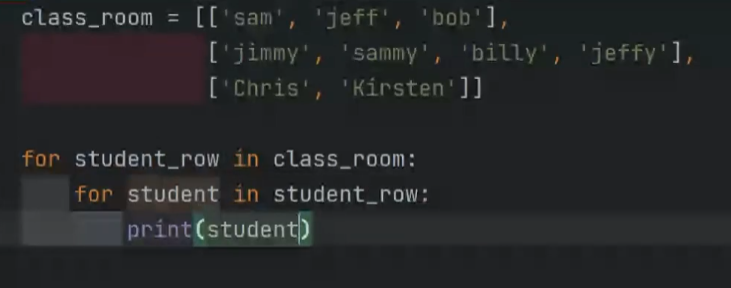 class_room = [['sam', 'jeff', 'bob'],
['jimmy', 'sammy', 'billy', 'jeffy'],
['Chris', 'Kirsten']]
for student_row in class_room:
for student in student_row:
print(student)